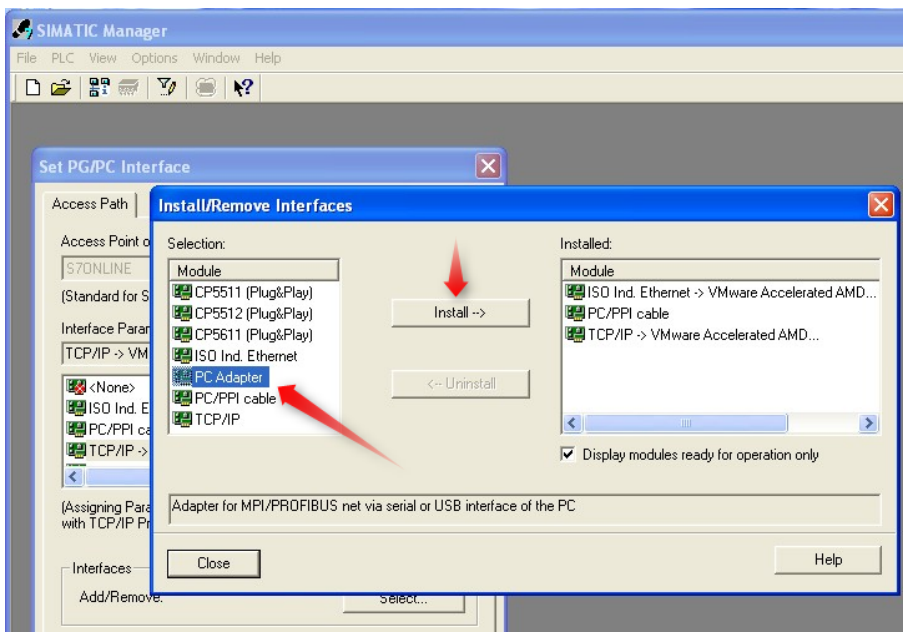 SIMATIC Manager
File PLC View Options Window Help
Set PG/PC Interface
Access Path
Access Point o
S7ONLINE
(Standard for S
Interface Parar
TCP/IP -> VM
<None>
ISO Ind. E
PC/PPI ca
TCP/IP ->
(Assigning Para
with TCP/IP Pr
Interfaces
Add/Remove:
Select...
Install/Remove Interfaces
Selection:
Module
CP5511 (Plug&Play)
CP5512 (Plug&Play)
CP5611 (Plug&Play)
ISO Ind. Ethernet
PC Adapter
PC/PPI cable
TCP/IP
Install -->
<-- Uninstall
Installed:
Module
ISO Ind. Ethernet -> VMware Accelerated AMD...
PC/PPI cable
TCP/IP -> VMware Accelerated AMD...
Display modules ready for operation only
Adapter for MPI/PROFIBUS net via serial or USB interface of the PC
Close
Help